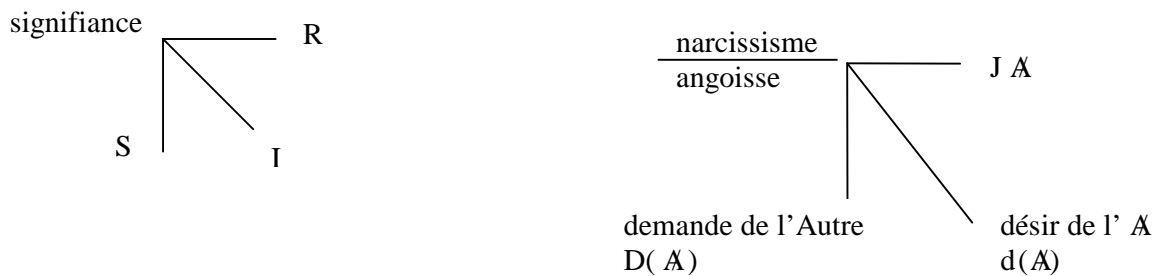 signifiance
R
S
I
narcissisme
angoisse
J Ⱥ
demande de l’Autre
D( Ⱥ)
désir de l’ Ⱥ
d(Ⱥ)